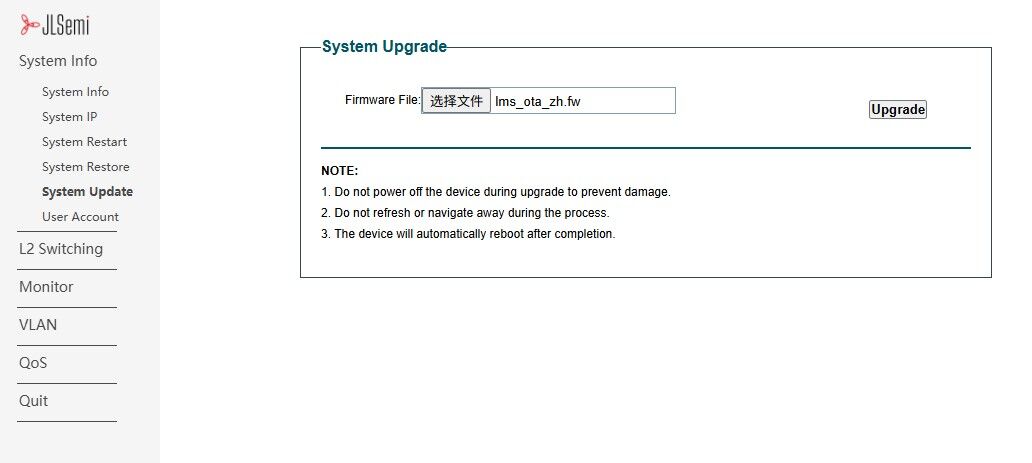 JLSemi
System Info
System Info
System IP
System Restart
System Restore
System Update
User Account
L2 Switching
Monitor
VLAN
QoS
Quit
System Upgrade
Firmware File: 选择文件 lms_ota_zh.fw
Upgrade
NOTE:
1. Do not power off the device during upgrade to prevent damage.
2. Do not refresh or navigate away during the process.
3. The device will automatically reboot after completion.